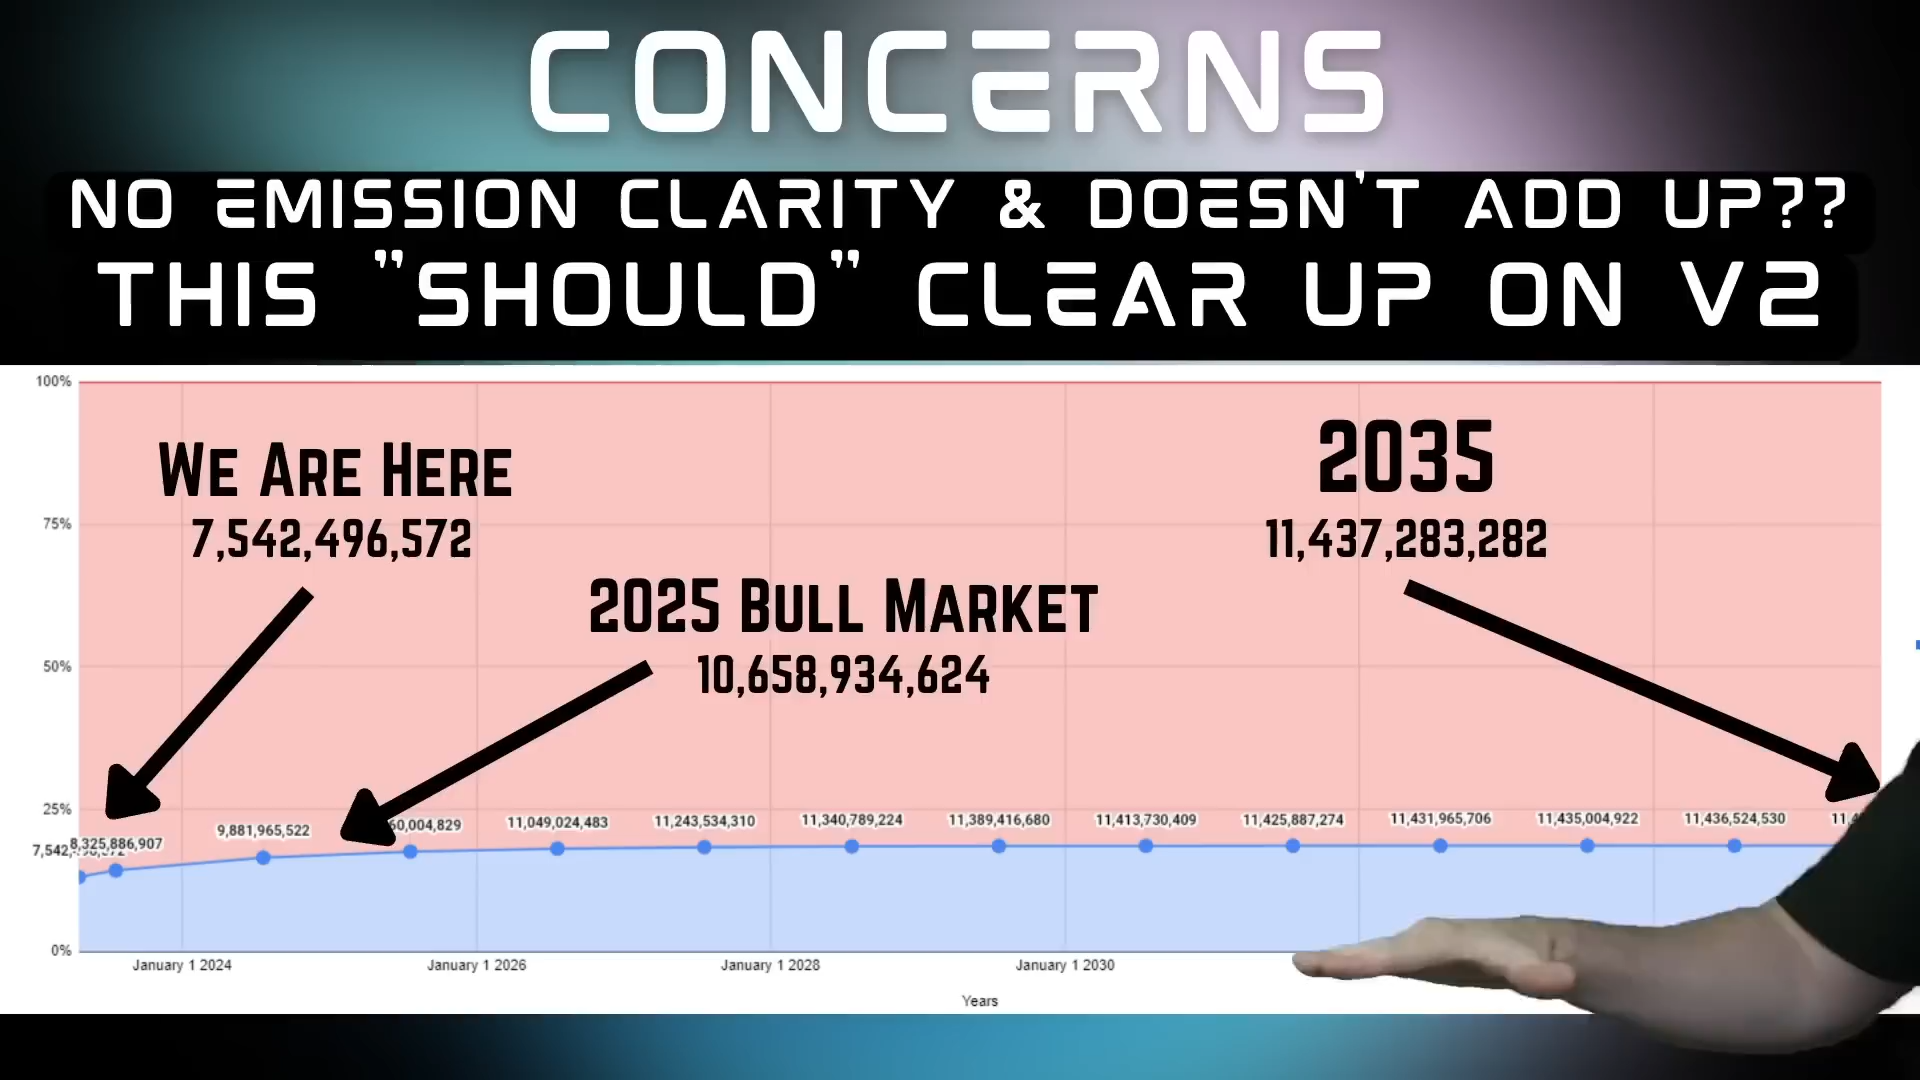 CONCERNS
NO EMISSION CLARITY & DOESN'T ADD UP??
THIS "SHOULD" CLEAR UP ON V2
100%
We Are Here
7,542,496,572
2035
11,437,283,282
75%
2025 Bull Market
10,658,934,624
50%
25%
8,325,886,907
9,881,965,522
60,004,829
11,049,024,483
11,243,534,310
11,340,789,224
11,389,416,680
11,413,730,409
11,425,887,274
11,431,965,706
11,435,004,922
11,436,524,530
0%
January 1 2024
January 1 2026
January 1 2028
January 1 2030
Years